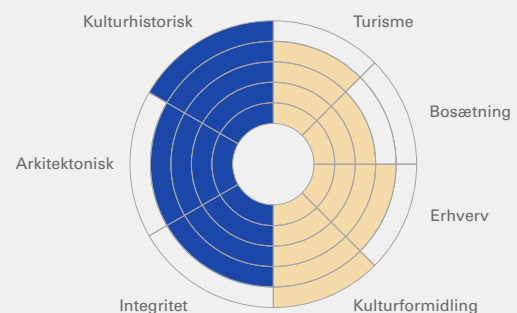 Kulturhistorisk
Turisme
Bosætning
Arkitektonisk
Erhverv
Integritet
Kulturformidling